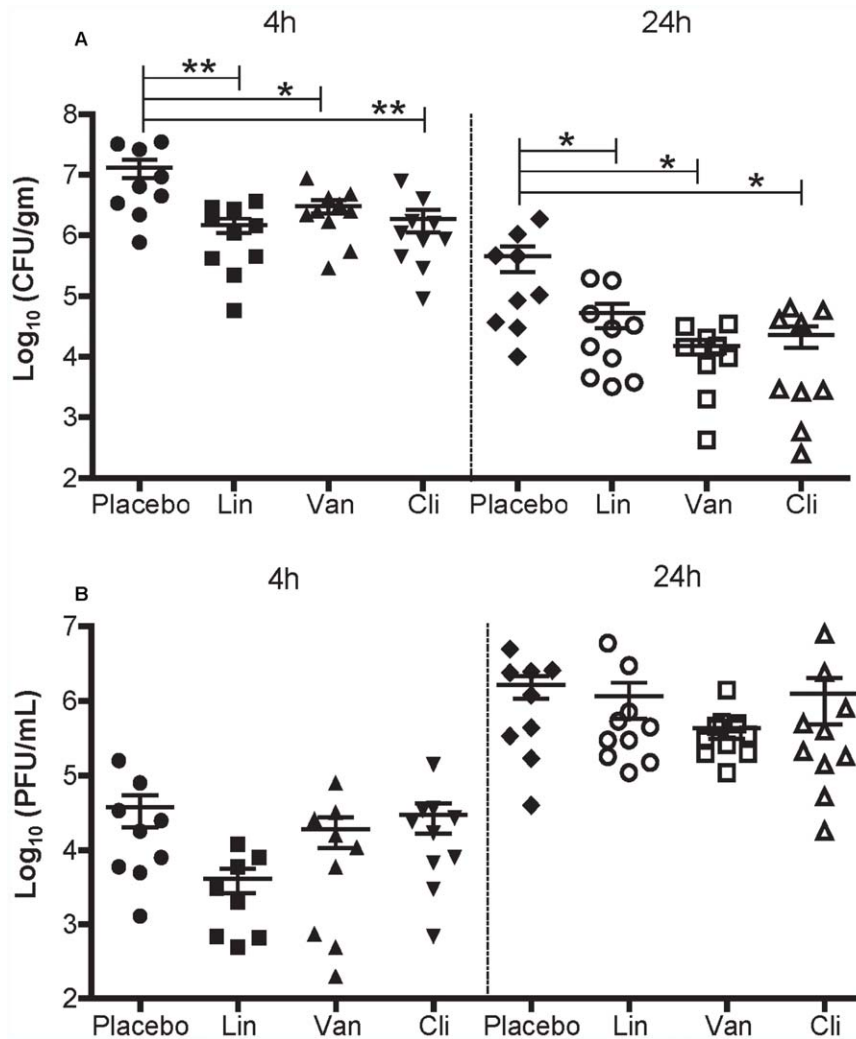 A
4h
24h
**
*
**
*
*
*
Log₁₀ (CFU/gm)
8
7
6
5
4
3
2
Placebo Lin Van Cli Placebo Lin Van Cli
B
4h
24h
Log₁₀ (PFU/mL)
7
6
5
4
3
2
Placebo Lin Van Cli Placebo Lin Van Cli